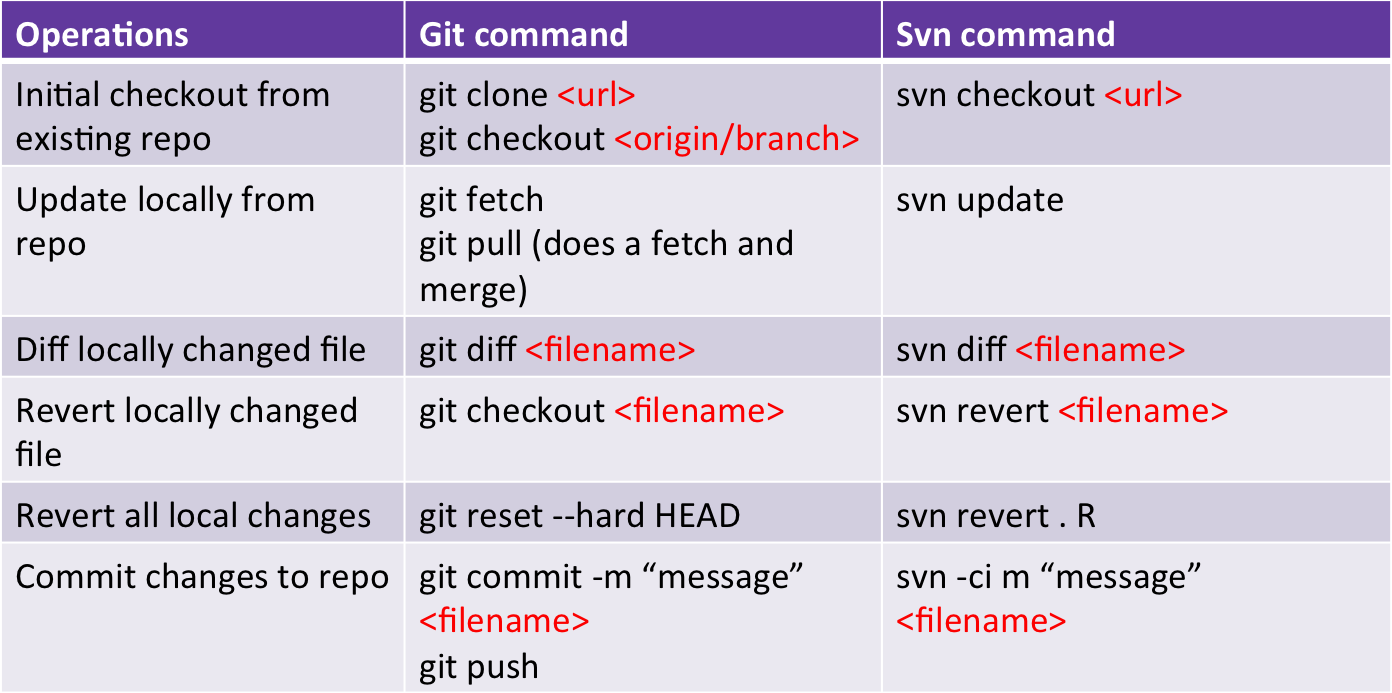 Operations Git command Svn command
Initial checkout from
existing repo
git clone <url>
git checkout <origin/branch>
svn checkout <url>
Update locally from
repo
git fetch
git pull (does a fetch and
merge)
svn update
Diff locally changed file
git diff <filename>
svn diff <filename>
Revert locally changed
file
git checkout <filename>
svn revert <filename>
Revert all local changes
git reset --hard HEAD
svn revert . R
Commit changes to repo
git commit -m “message”
<filename>
git push
svn -ci m “message”
<filename>